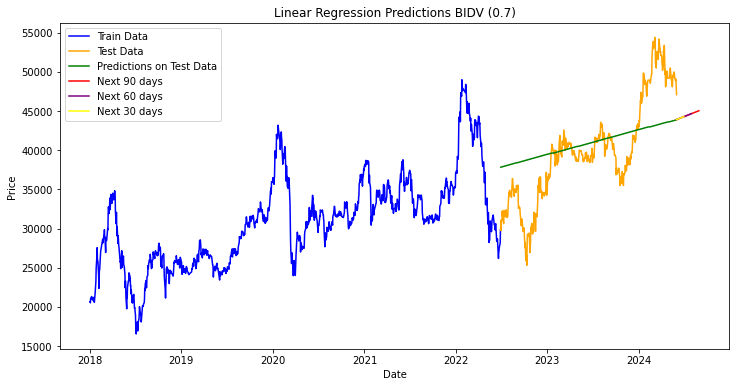 Linear Regression Predictions BIDV (0.7)
Train Data
Test Data
Predictions on Test Data
Next 90 days
Next 60 days
Next 30 days
55000
50000
45000
40000
35000
30000
25000
20000
15000
Price
2018 2019 2020 2021 2022 2023 2024
Date